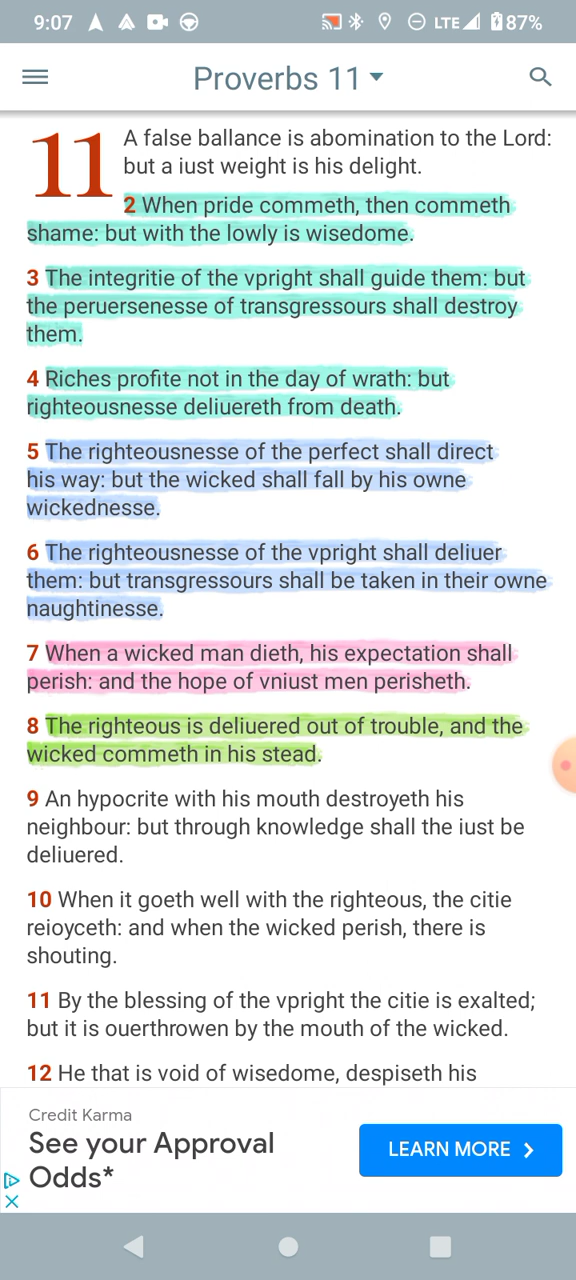 9:07 LTE 87%
Proverbs 11
11 A false ballance is abomination to the Lord:
but a iust weight is his delight.
2 When pride commeth, then commeth
shame: but with the lowly is wisedome.
3 The integritie of the vpright shall guide them: but
the peruersenesse of transgressours shall destroy
them.
4 Riches profite not in the day of wrath: but
righteousnesse deliuereth from death.
5 The righteousnesse of the perfect shall direct
his way: but the wicked shall fall by his owne
wickednesse.
6 The righteousnesse of the vpright shall deliuer
them: but transgressours shall be taken in their owne
naughtinesse.
7 When a wicked man dieth, his expectation shall
perish: and the hope of vniust men perisheth.
8 The righteous is deliuered out of trouble, and the
wicked commeth in his stead.
9 An hypocrite with his mouth destroyeth his
neighbour: but through knowledge shall the iust be
deliuered.
10 When it goeth well with the righteous, the citie
reioyceth: and when the wicked perish, there is
shouting.
11 By the blessing of the vpright the citie is exalted;
but it is ouerthrowen by the mouth of the wicked.
12 He that is void of wisedome, despiseth his
Credit Karma
See your Approval
Odds*
LEARN MORE